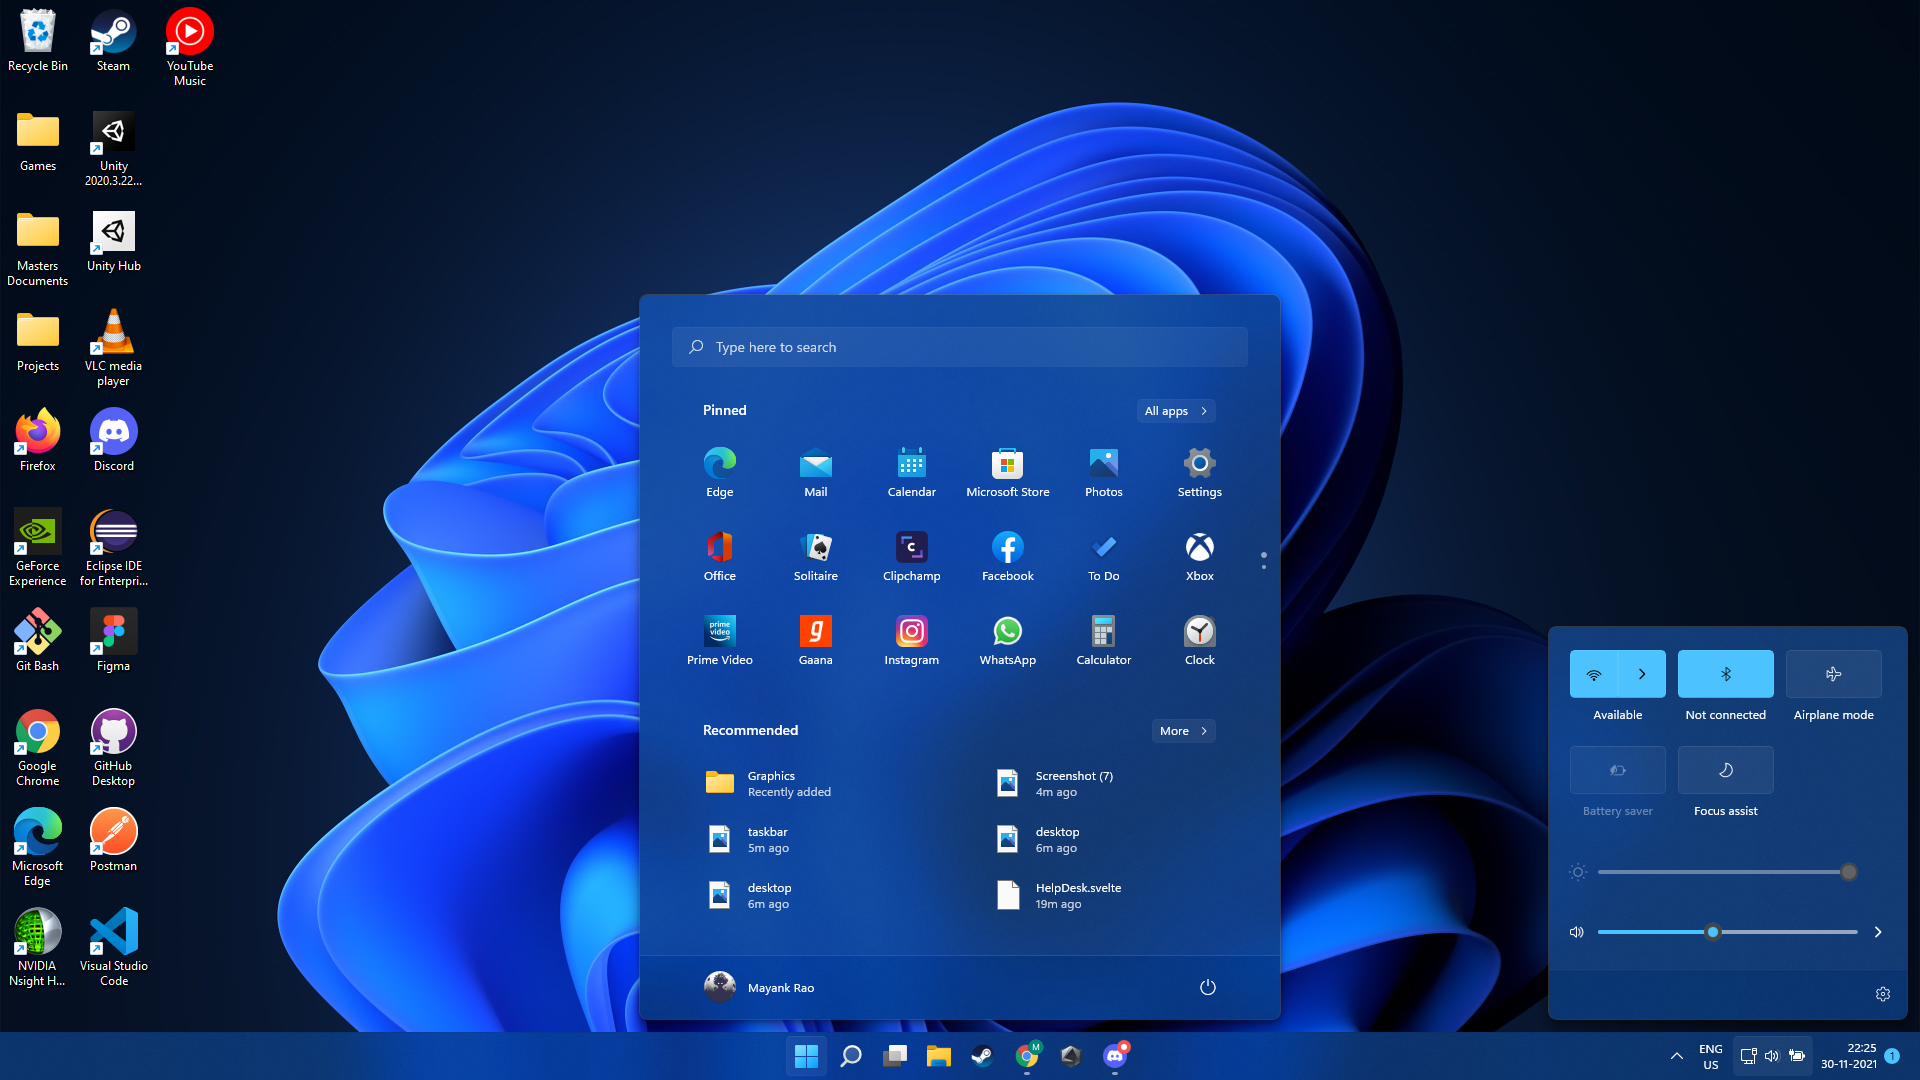 Recycle Bin
Steam
YouTube
Music
Games
Unity
2020.3.22...
Masters
Documents
Unity Hub
Projects
VLC media
player
Firefox
Discord
GeForce
Experience
Eclipse IDE
for Enterpri...
Git Bash
Figma
Google
Chrome
GitHub
Desktop
Microsoft
Edge
Postman
NVIDIA
Nsight H...
Visual Studio
Code
Type here to search
Pinned
All apps
Edge
Mail
Calendar
Microsoft Store
Photos
Settings
Office
Solitaire
Clipchamp
Facebook
To Do
Xbox
prime
video
Prime Video
g
Gaana
Instagram
WhatsApp
Calculator
Clock
Recommended
More
Graphics
Recently added
Screenshot (7)
4m ago
taskbar
5m ago
desktop
6m ago
desktop
6m ago
HelpDesk.svelte
19m ago
Mayank Rao
Available
Not connected
Airplane mode
Battery saver
Focus assist
M
ENG
US
22:25
30-11-2021
1